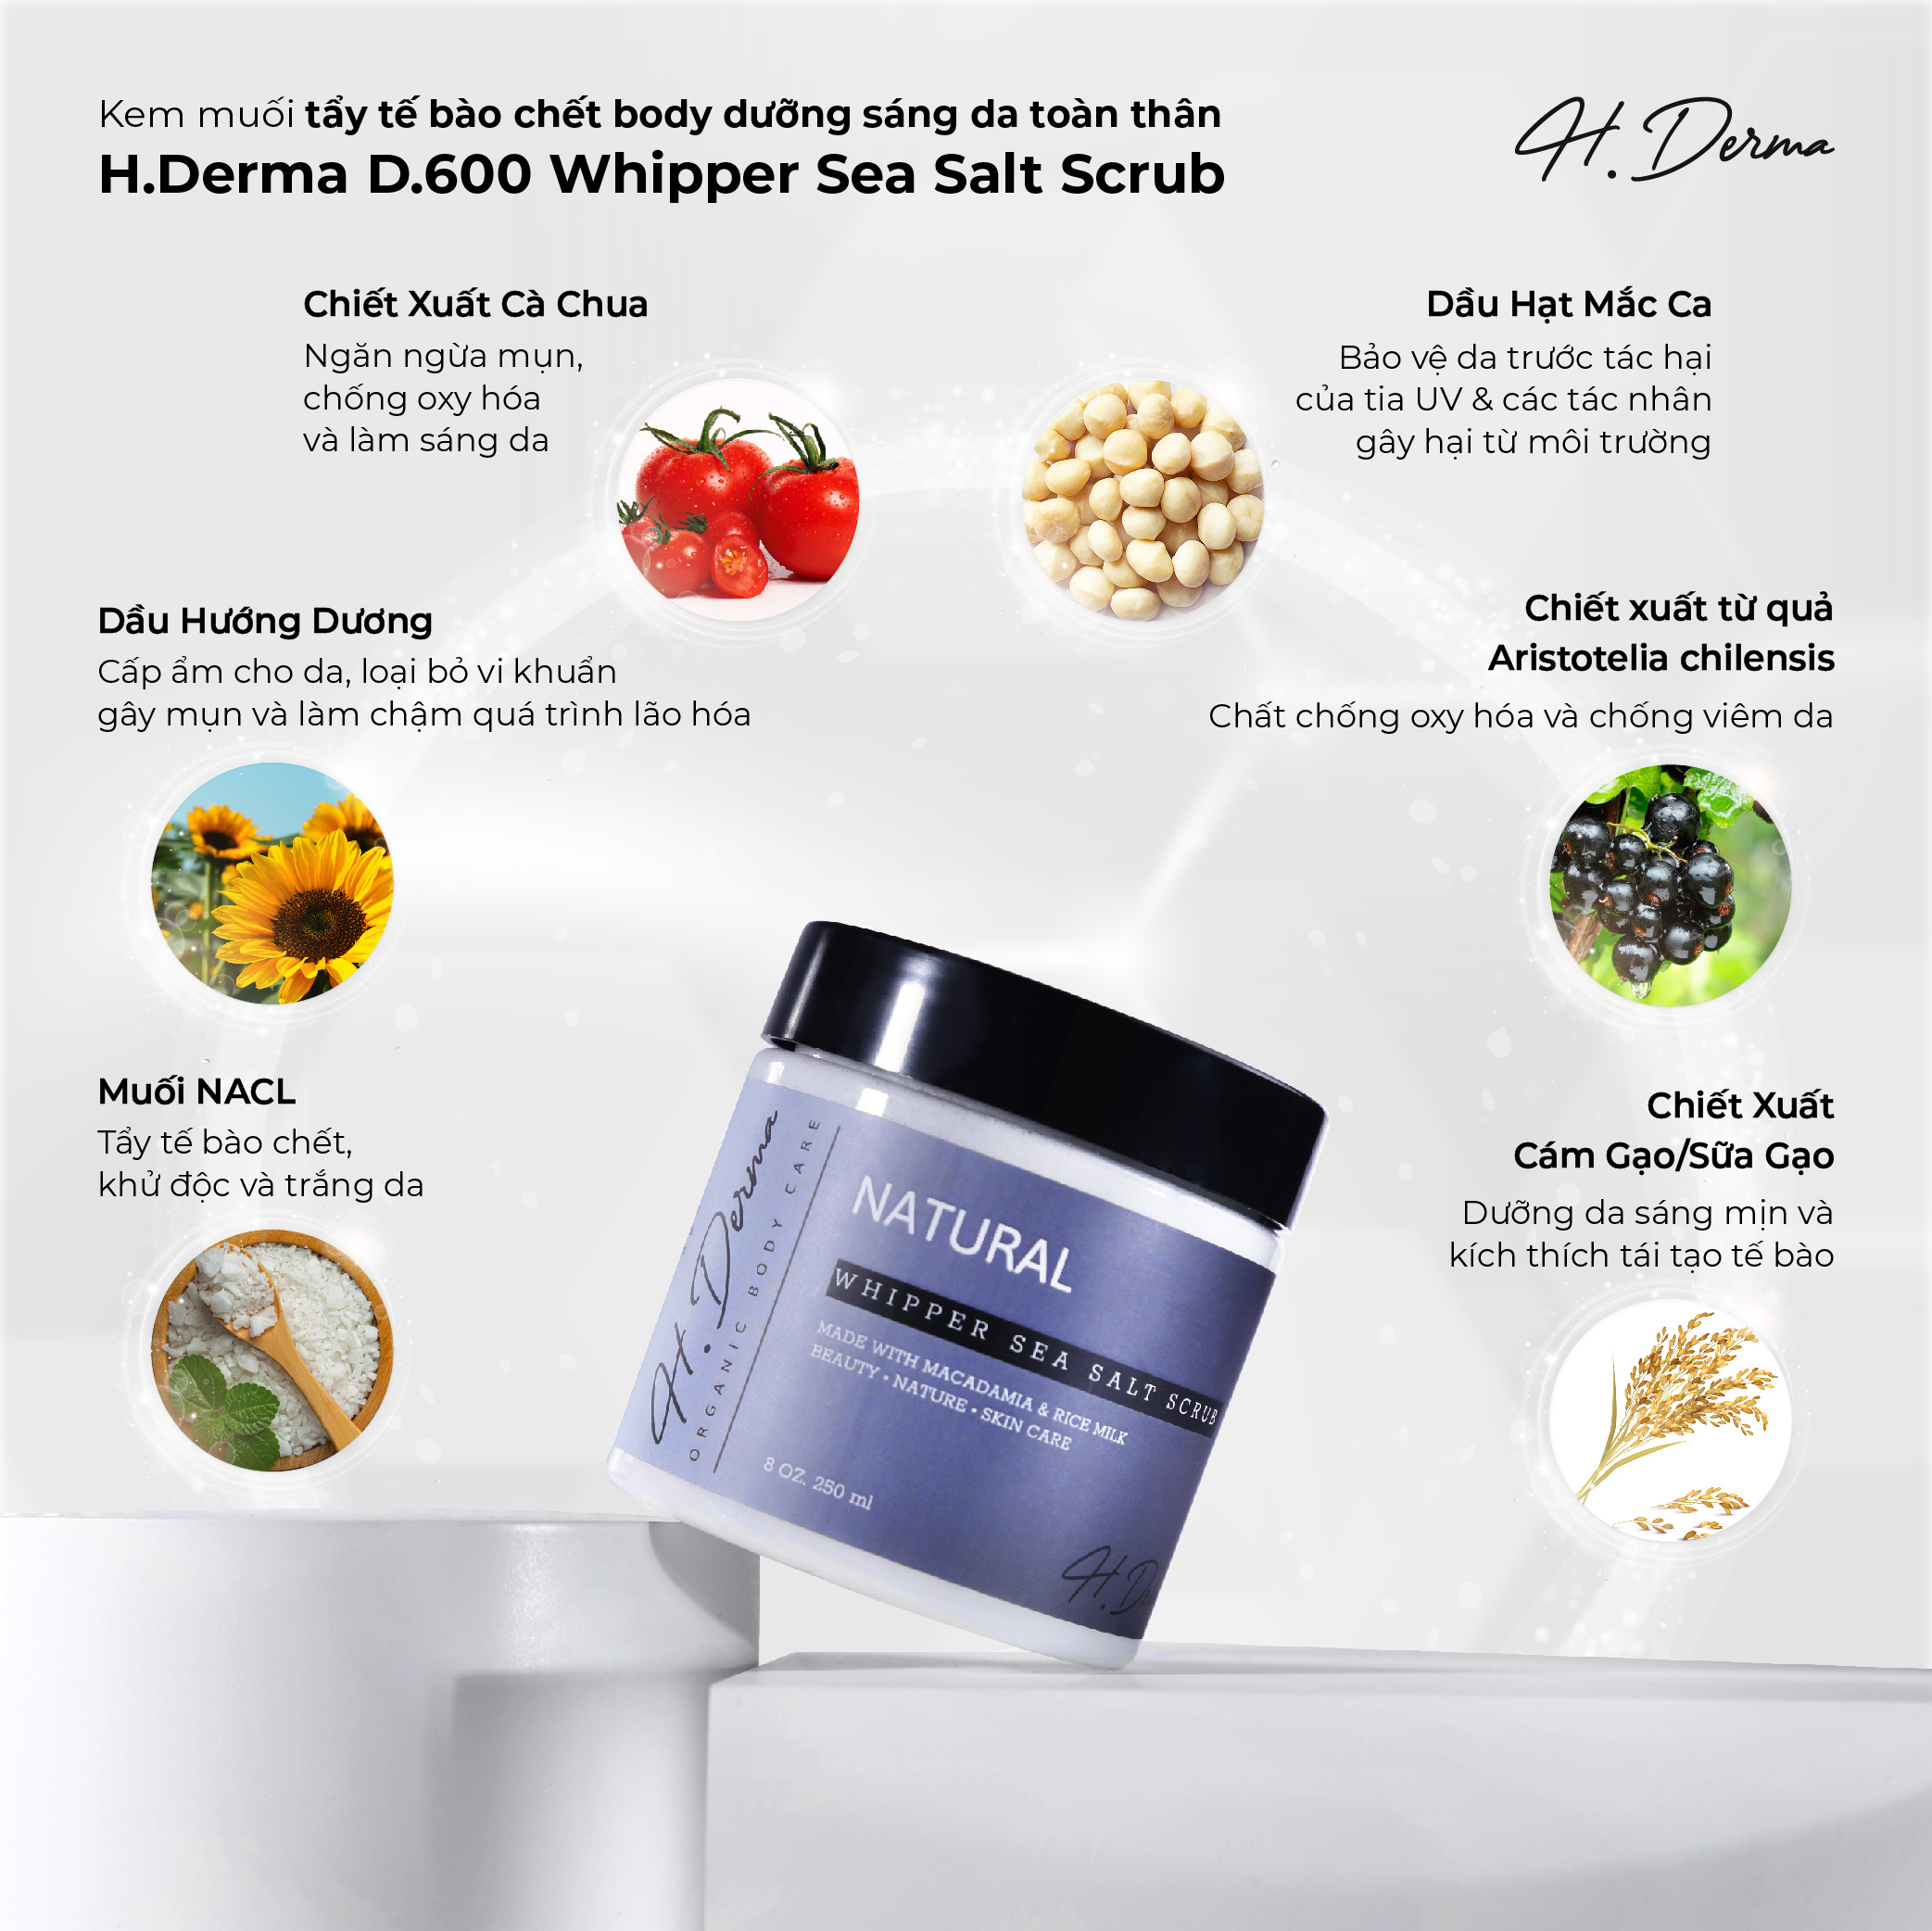 Kem muối tẩy tế bào chết body dưỡng sáng da toàn thân
H.Derma D.600 Whipper Sea Salt Scrub
H.Derma
Chiết Xuất Cà Chua
Ngăn ngừa mụn,
chống oxy hóa
và làm sáng da
Dầu Hạt Mắc Ca
Bảo vệ da trước tác hại
của tia UV & các tác nhân
gây hại từ môi trường
Dầu Hướng Dương
Cấp ẩm cho da, loại bỏ vi khuẩn
gây mụn và làm chậm quá trình lão hóa
Chiết xuất từ quả
Aristotelia chilensis
Chất chống oxy hóa và chống viêm da
Muối NACL
Tẩy tế bào chết,
khử độc và trắng da
Chiết Xuất
Cám Gạo/Sữa Gạo
Dưỡng da sáng mịn và
kích thích tái tạo tế bào
H.Derma
ORGANIC BODY CARE
NATURAL
WHIPPER SEA SALT SCRUB
MADE WITH MACADAMIA & RICE MILK
BEAUTY • NATURE • SKIN CARE
8 OZ. 250 ml
H.De